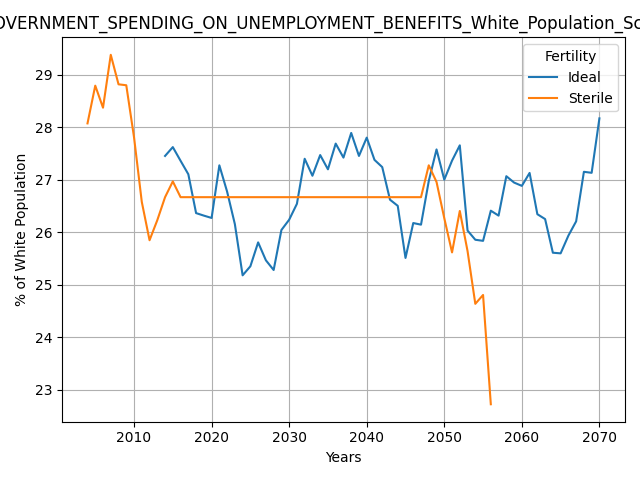 OVERNMENT_SPENDING_ON_UNEMPLOYMENT_BENEFITS_White_Population_Sc
Fertility
Ideal
Sterile
% of White Population
29
28
27
26
25
24
23
2010 2020 2030 2040 2050 2060 2070
Years